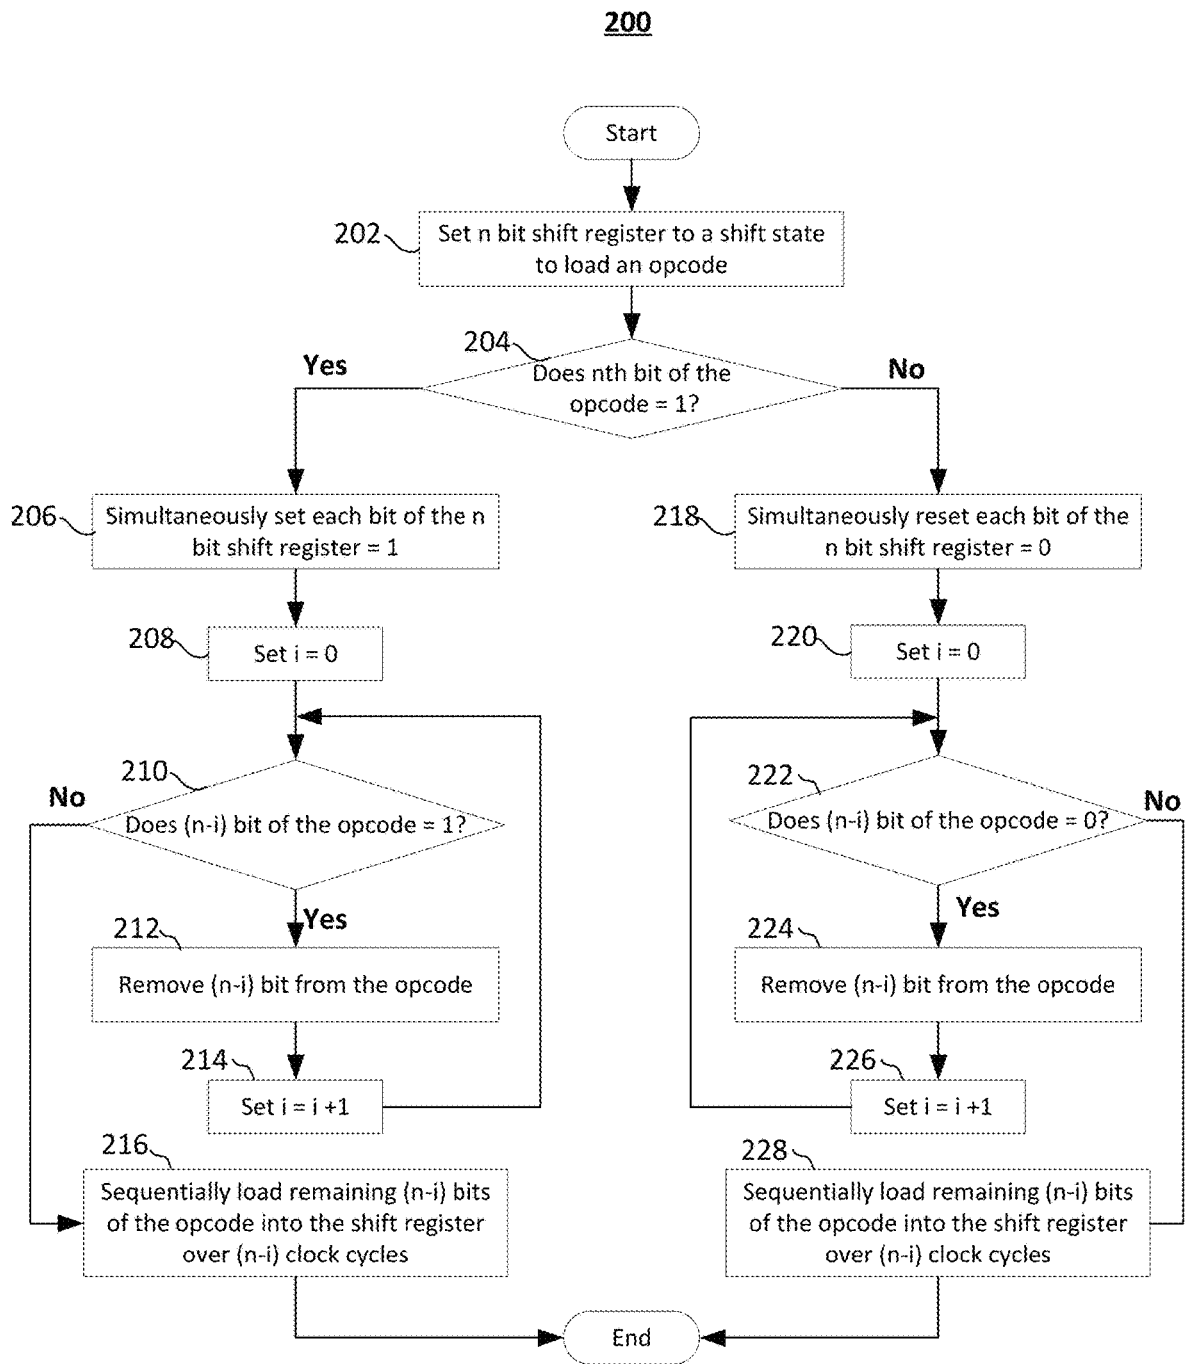 200
Start
202
Set n bit shift register to a shift state
to load an opcode
204
Does nth bit of the
opcode = 1?
Yes
No
206
Simultaneously set each bit of the n
bit shift register = 1
208
Set i = 0
210
Does (n-i) bit of the opcode = 1?
No
Yes
212
Remove (n-i) bit from the opcode
214
Set i = i +1
216
Sequentially load remaining (n-i) bits
of the opcode into the shift register
over (n-i) clock cycles
218
Simultaneously reset each bit of the
n bit shift register = 0
220
Set i = 0
222
Does (n-i) bit of the opcode = 0?
No
Yes
224
Remove (n-i) bit from the opcode
226
Set i = i +1
228
Sequentially load remaining (n-i) bits
of the opcode into the shift register
over (n-i) clock cycles
End